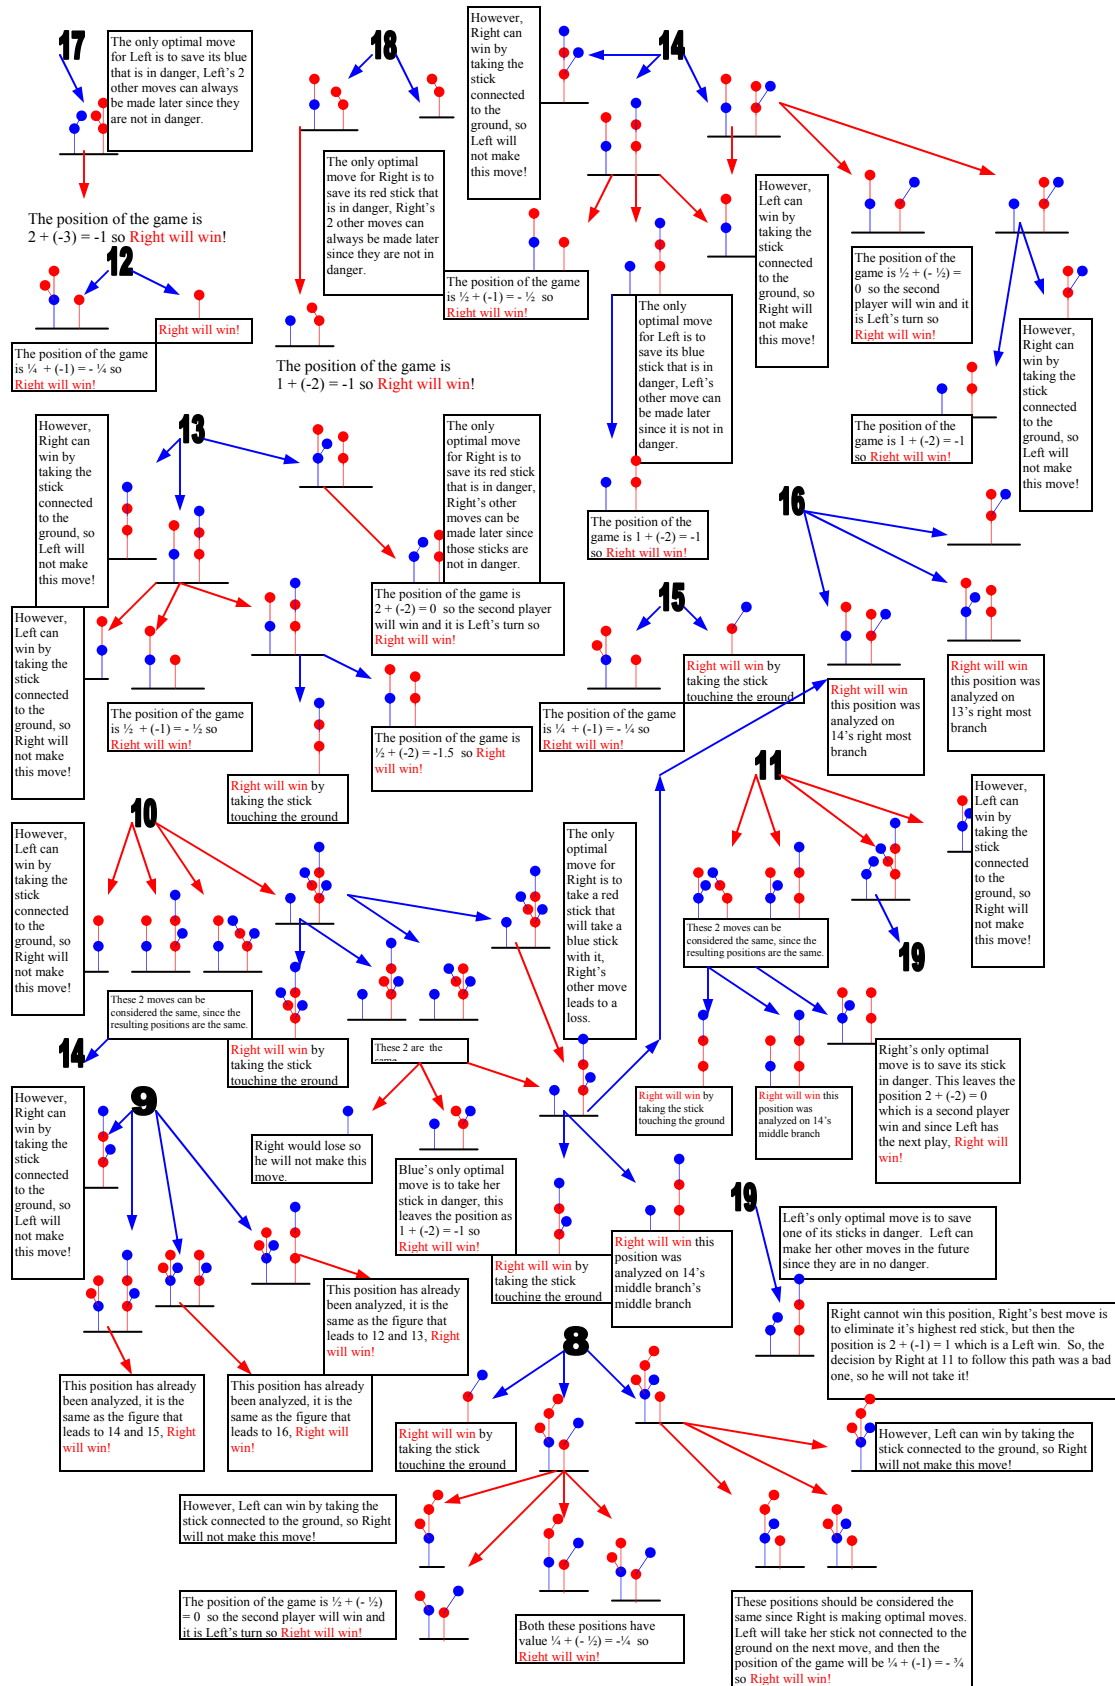 17
The only optimal move
for Left is to save its blue
that is in danger, Left's 2
other moves can always
be made later since they
are not in danger.
The position of the game is
2 + (-3) = -1 so Right will win!
18
The only optimal
move for Right is to
save its red stick that
is in danger, Right's
2 other moves can
always be made later
since they are not in
danger.
The position of the game is
1 + (-2) = -1 so Right will win!
However,
Right can
win by
taking the
stick
connected
to the
ground, so
Left will
not make
this move!
14
The position of the
game is ½ + (-1) = - ½ so
Right will win!
The only
optimal move
for Left is to
save its blue
stick that is in
danger, Left's
other move can
be made later
since it is not in
danger.
The position of the
game is 1 + (-2) = -1
so Right will win!
However,
Left can
win by
taking the
stick
connected
to the
ground, so
Right will
not make
this move!
The position of the
game is ½ + (- ½) =
0 so the second
player will win and it
is Left's turn so
Right will win!
However,
Right can
win by
taking the
stick
connected
to the
ground, so
Left will
not make
this move!
The position of the
game is 1 + (-2) = -1
so Right will win!
12
Right will win!
The position of the game
is ¼ + (-1) = - ¼ so
Right will win!
However,
Right can
win by
taking the
stick
connected
to the
ground, so
Left will
not make
this move!
13
The only
optimal move
for Right is to
save its red stick
that is in danger,
Right's other
moves can be
made later since
those sticks are
not in danger.
The position of the game is
2 + (-2) = 0 so the second player
will win and it is Left's turn so
Right will win!
However,
Left can
win by
taking the
stick
connected
to the
ground, so
Right will
not make
this move!
The position of the game
is ½ + (-1) = - ½ so
Right will win!
Right will win by
taking the stick
touching the ground
The position of the game is
½ + (-2) = -1.5 so Right
will win!
15
Right will win by
taking the stick
touching the ground
The position of the game
is ¼ + (-1) = - ¼ so
Right will win!
16
Right will win
this position was
analyzed on
14's right most
branch
Right will win
this position was
analyzed on
13's right most
branch
10
However,
Left can
win by
taking the
stick
connected
to the
ground, so
Right will
not make
this move!
These 2 moves can be
considered the same, since the
resulting positions are the same.
14
Right will win by
taking the stick
touching the ground
These 2 are the
same
The only
optimal
move for
Right is to
take a red
stick that
will take a
blue stick
with it,
Right's
other move
leads to a
loss.
Right would lose so
he will not make this
move.
Blue's only optimal
move is to take her
stick in danger, this
leaves the position as
1 + (-2) = -1 so
Right will win!
Right will win by
taking the stick
touching the ground
Right will win this
position was
analyzed on 14's
middle branch's
middle branch
11
However,
Left can
win by
taking the
stick
connected
to the
ground, so
Right will
not make
this move!
These 2 moves can be
considered the same, since the
resulting positions are the same.
19
Right will win by
taking the stick
touching the ground
Right will win this
position was
analyzed on 14's
middle branch
Right's only optimal
move is to save its stick
in danger. This leaves the
position 2 + (-2) = 0
which is a second player
win and since Left has
the next play, Right will
win!
9
However,
Right can
win by
taking the
stick
connected
to the
ground, so
Left will
not make
this move!
This position has already
been analyzed, it is the
same as the figure that
leads to 14 and 15, Right
will win!
This position has already
been analyzed, it is the
same as the figure that
leads to 16, Right will
win!
This position has already
been analyzed, it is the
same as the figure that
leads to 12 and 13, Right
will win!
19
Left's only optimal move is to save
one of its sticks in danger. Left can
make her other moves in the future
since they are in no danger.
Right cannot win this position, Right's best move is
to eliminate it's highest red stick, but then the
position is 2 + (-1) = 1 which is a Left win. So, the
decision by Right at 11 to follow this path was a bad
one, so he will not take it!
8
Right will win by
taking the stick
touching the ground
However, Left can win by taking the
stick connected to the ground, so Right
will not make this move!
However, Left can win by taking the
stick connected to the ground, so Right
will not make this move!
The position of the game is ½ + (- ½)
= 0 so the second player will win and
it is Left's turn so Right will win!
Both these positions have
value ¼ + (- ½) = -¼ so
Right will win!
These positions should be considered the
same since Right is making optimal moves.
Left will take her stick not connected to the
ground on the next move, and then the
position of the game will be ¼ + (-1) = - ¾
so Right will win!